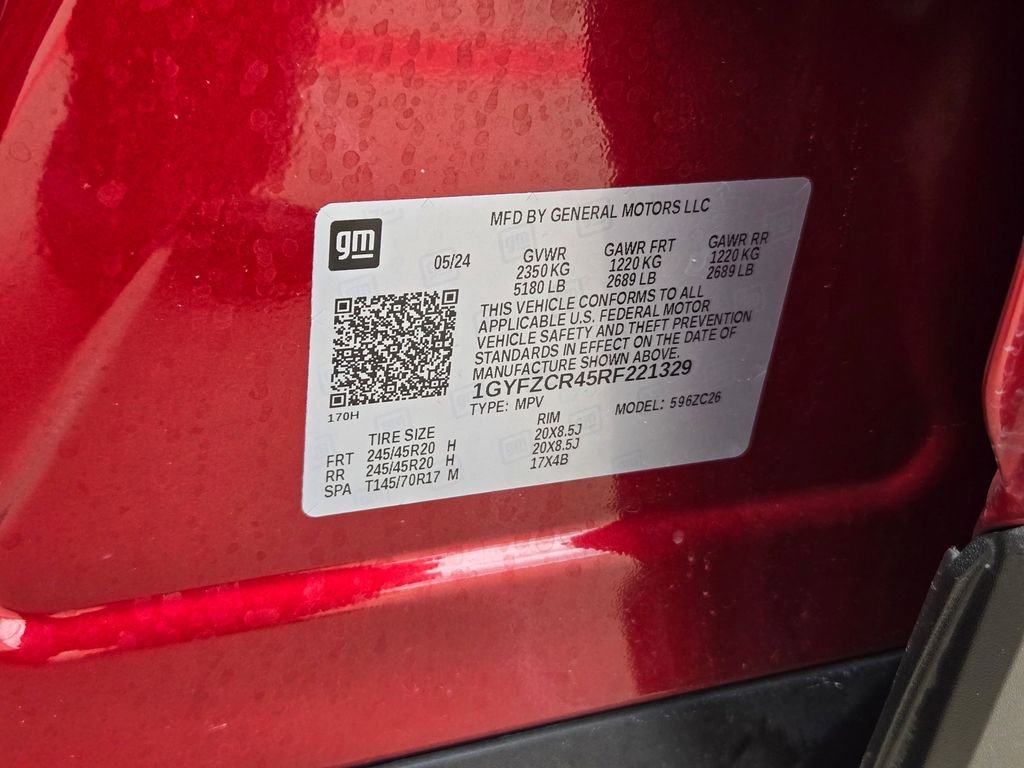 MFD BY GENERAL MOTORS LLC
gm
05/24
GVWR GAWR FRT GAWR RR
2350 KG 1220 KG 1220 KG
5180 LB 2689 LB 2689 LB
THIS VEHICLE CONFORMS TO ALL
APPLICABLE U.S. FEDERAL MOTOR
VEHICLE SAFETY AND THEFT PREVENTION
STANDARDS IN EFFECT ON THE DATE OF
MANUFACTURE SHOWN ABOVE.
1GYFZCR45RF221329
170H
TYPE: MPV MODEL: 596ZC26
TIRE SIZE RIM
FRT 245/45R20 H 20X8.5J
RR 245/45R20 H 20X8.5J
SPA T145/70R17 M 17X4B